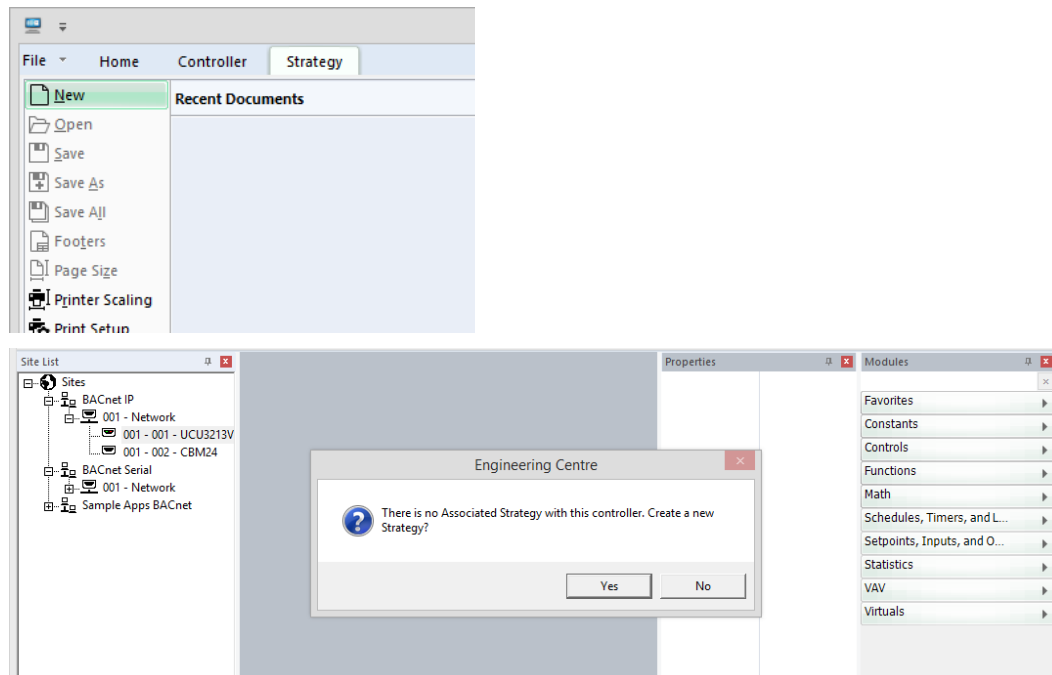 File Home Controller Strategy
New
Recent Documents
Open
Save
Save As
Save All
Footers
Page Size
Printer Scaling
Print Setup
Site List
Properties
Modules
Sites
BACnet IP
001 - Network
001 - 001 - UCU3213V
001 - 002 - CBM24
BACnet Serial
001 - Network
Sample Apps BACnet
Engineering Centre
There is no Associated Strategy with this controller. Create a new
Strategy?
Yes No
Favorites
Constants
Controls
Functions
Math
Schedules, Timers, and L...
Setpoints, Inputs, and O...
Statistics
VAV
Virtuals